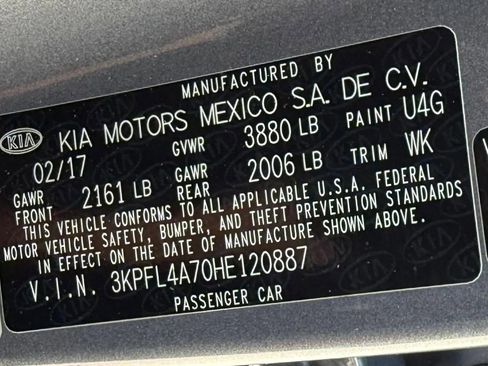 MANUFACTURED BY
KIA KIA MOTORS MEXICO S.A. DE C.V.
02/17 GVWR 3880 LB PAINT U4G
GAWR FRONT 2161 LB GAWR REAR 2006 LB TRIM WK
THIS VEHICLE CONFORMS TO ALL APPLICABLE U.S.A. FEDERAL
MOTOR VEHICLE SAFETY, BUMPER, AND THEFT PREVENTION STANDARDS
IN EFFECT ON THE DATE OF MANUFACTURE SHOWN ABOVE.
V.I.N. 3KPFL4A70HE120887
PASSENGER CAR